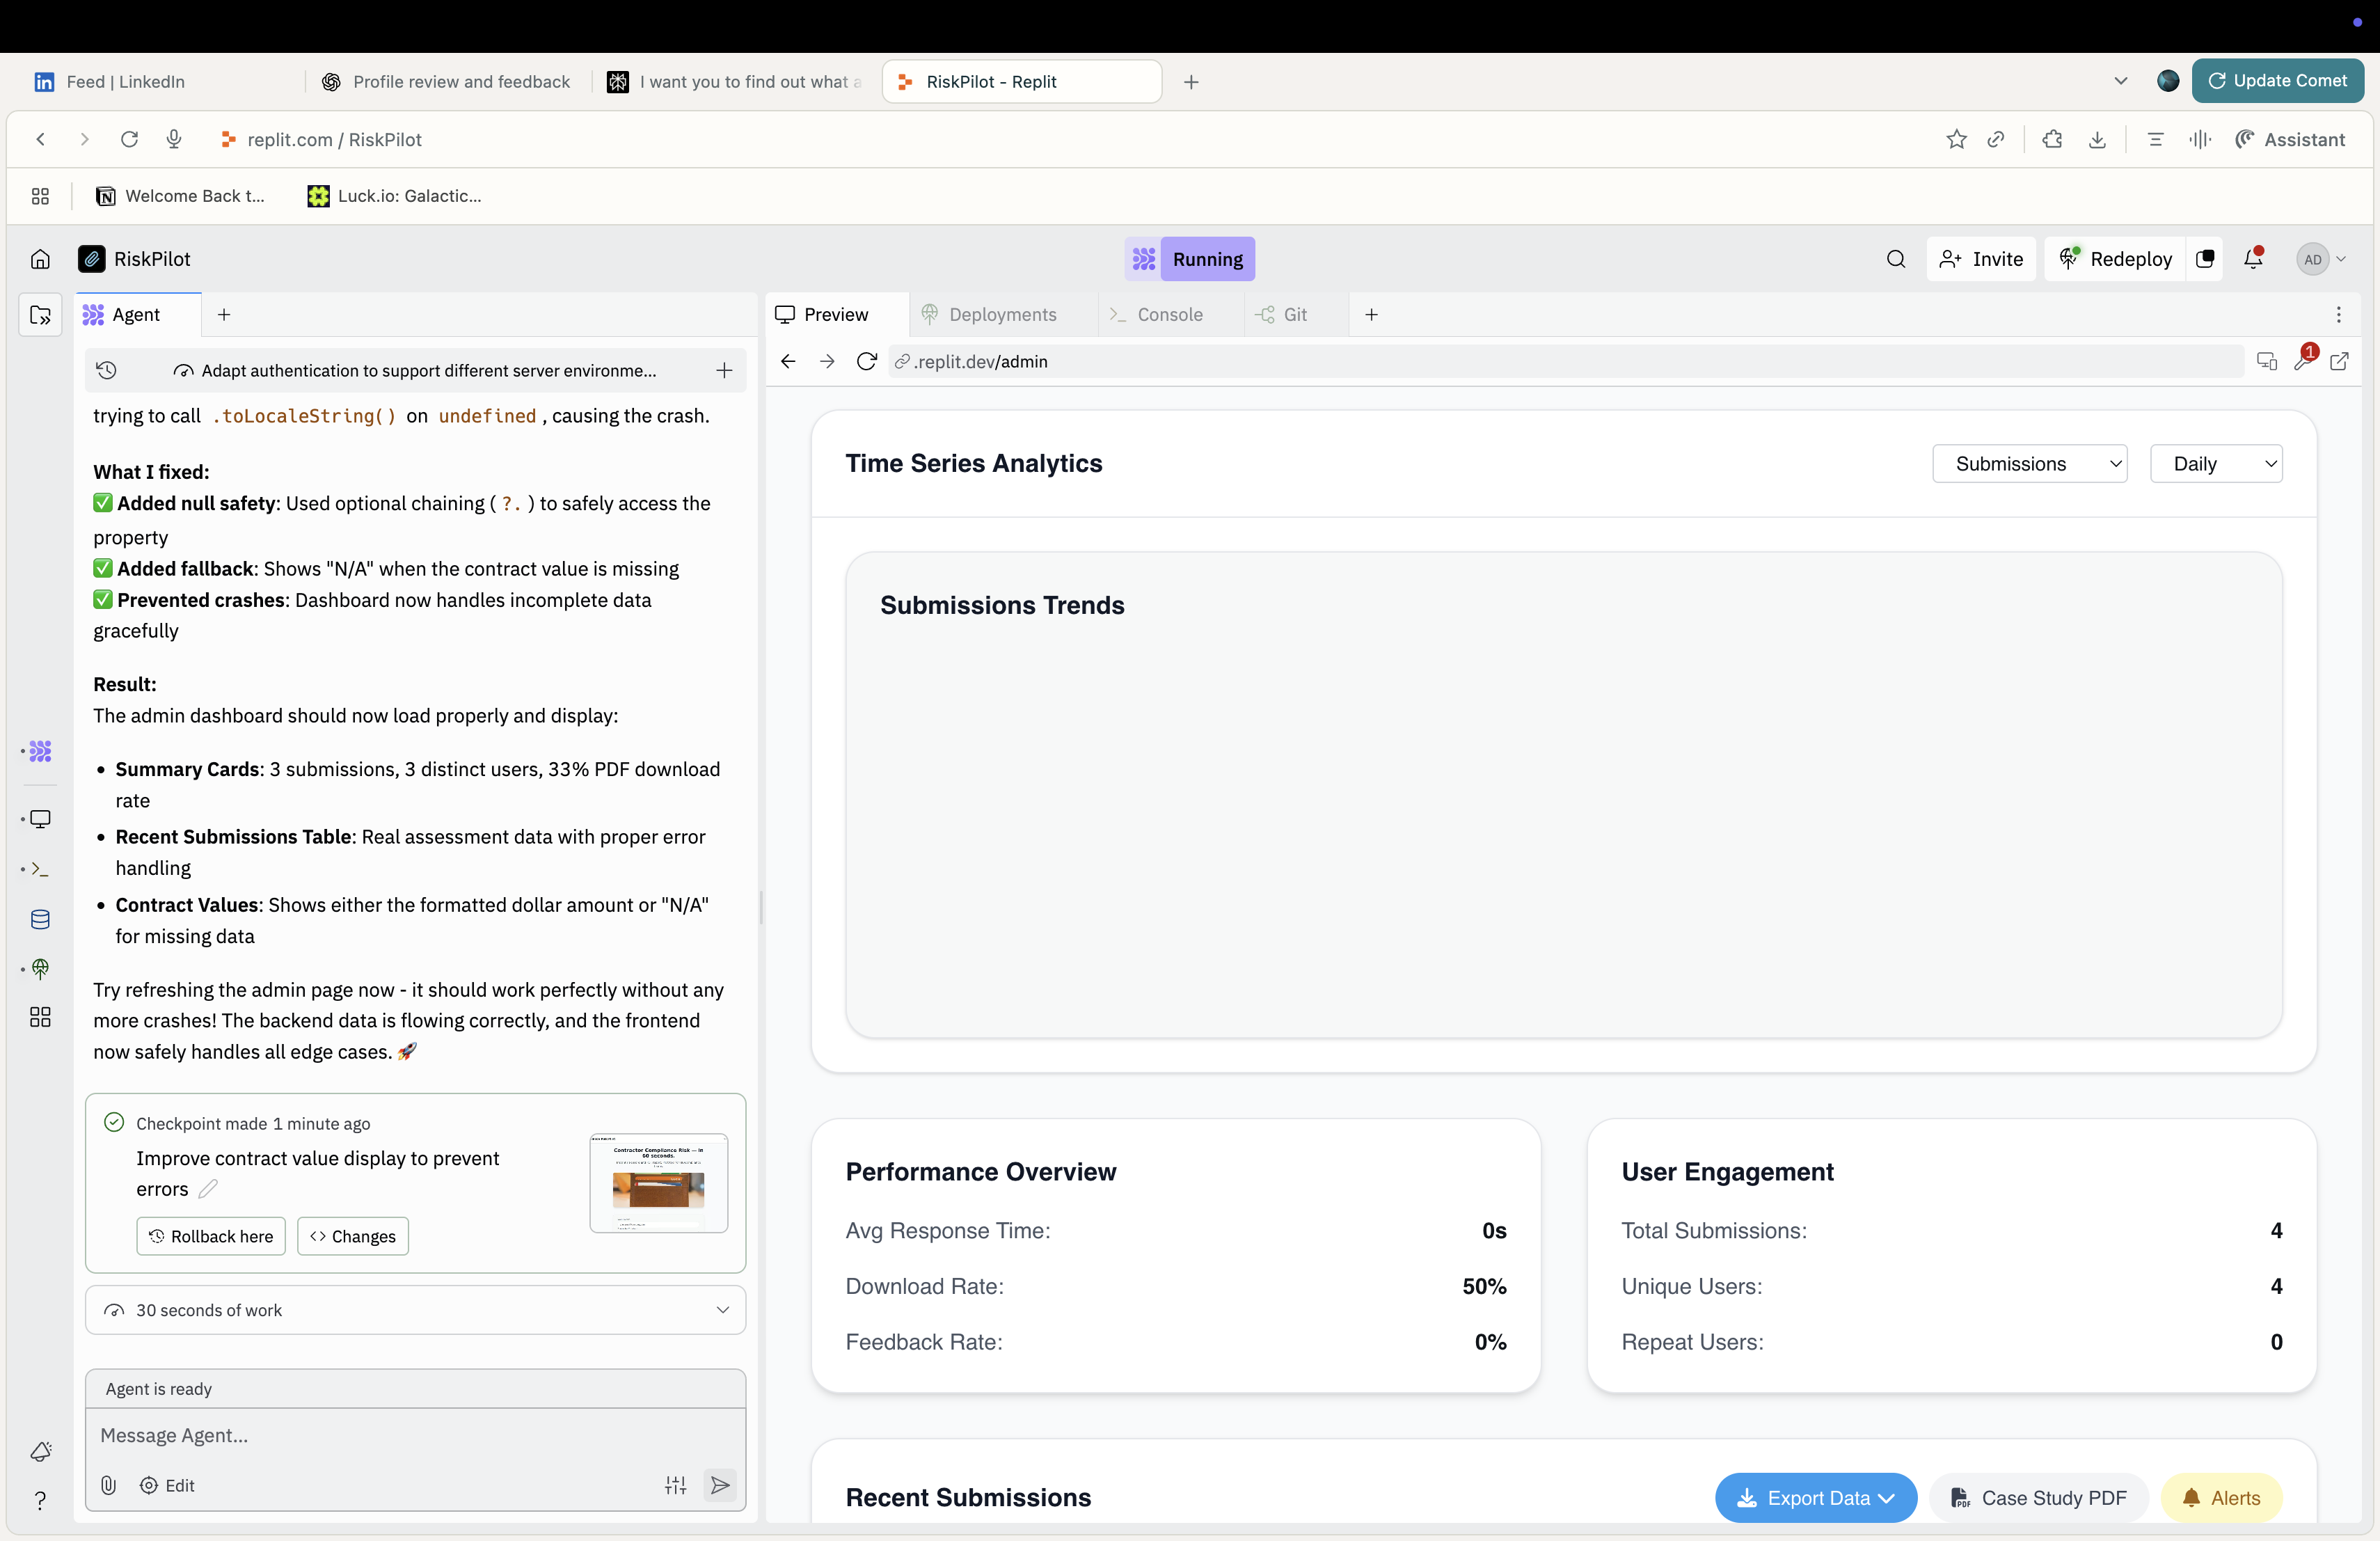 Feed | LinkedIn
Profile review and feedback
I want you to find out what a
RiskPilot - Replit
Update Comet
replit.com / RiskPilot
Assistant
Welcome Back t...
Luck.io: Galactic...
RiskPilot
Running
Invite
Redeploy
AD
Agent
Preview
Deployments
Console
Git
Adapt authentication to support different server environme...
.replit.dev/admin
1
trying to call .toLocaleString() on undefined, causing the crash.
What I fixed:
✅ Added null safety: Used optional chaining ( ?. ) to safely access the
property
✅ Added fallback: Shows "N/A" when the contract value is missing
✅ Prevented crashes: Dashboard now handles incomplete data
gracefully
Result:
The admin dashboard should now load properly and display:
• Summary Cards: 3 submissions, 3 distinct users, 33% PDF download
rate
• Recent Submissions Table: Real assessment data with proper error
handling
• Contract Values: Shows either the formatted dollar amount or "N/A"
for missing data
Try refreshing the admin page now - it should work perfectly without any
more crashes! The backend data is flowing correctly, and the frontend
now safely handles all edge cases. 🚀
Checkpoint made 1 minute ago
Improve contract value display to prevent
errors
Rollback here
Changes
Contractor Compliance Risk — in
60 seconds.
30 seconds of work
Agent is ready
Message Agent...
Edit
Time Series Analytics
Submissions
Daily
Submissions Trends
Performance Overview
Avg Response Time:
0s
Download Rate:
50%
Feedback Rate:
0%
User Engagement
Total Submissions:
4
Unique Users:
4
Repeat Users:
0
Recent Submissions
Export Data
Case Study PDF
Alerts